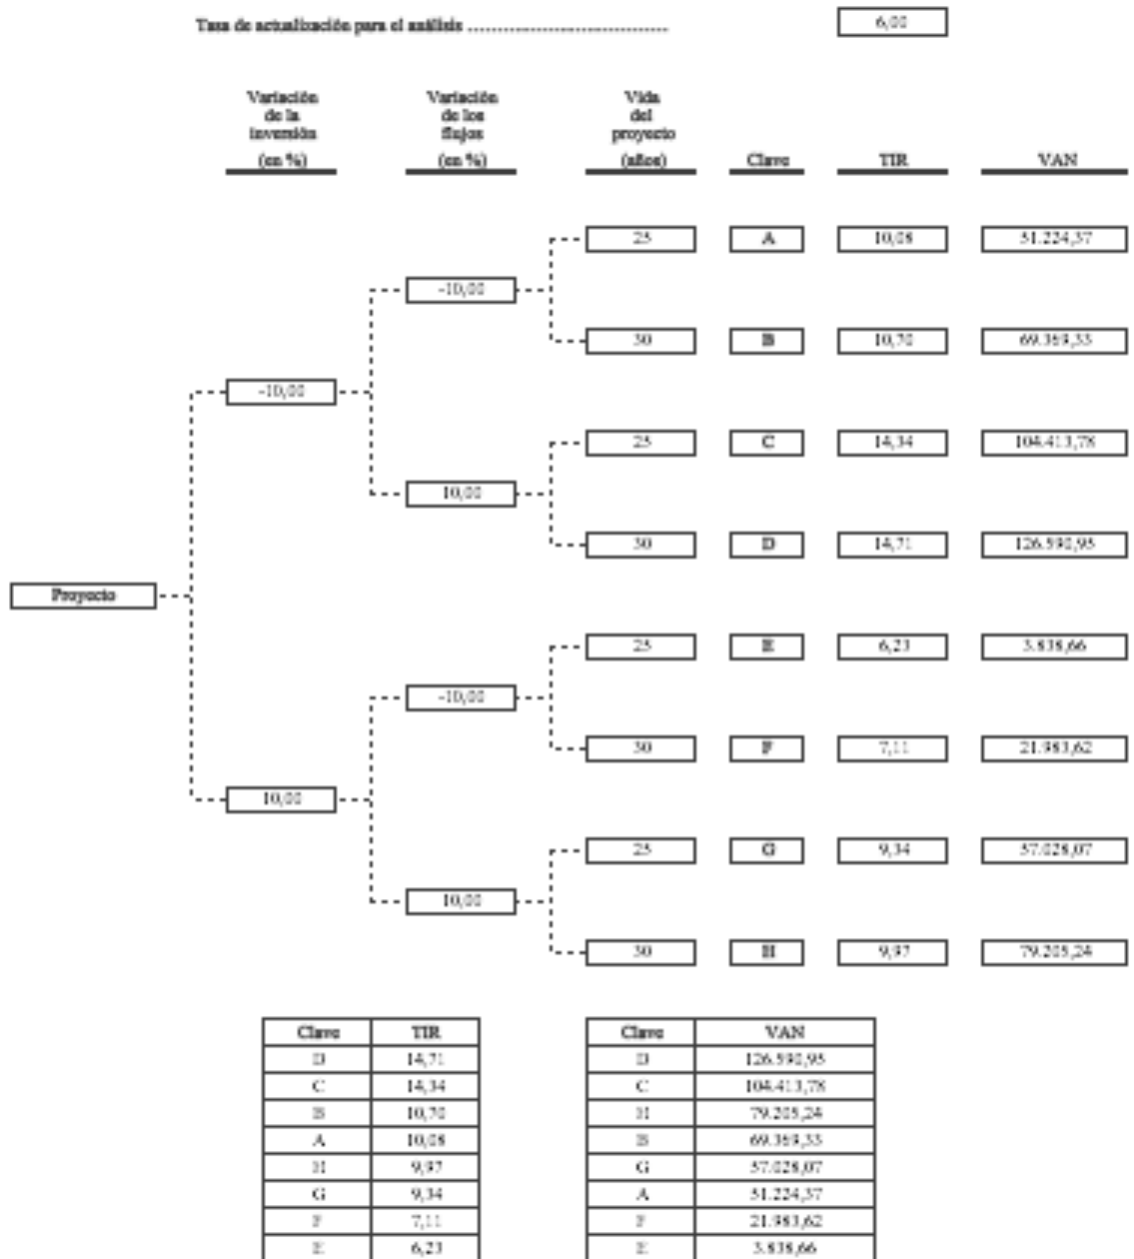 Tasa de actualización para el análisis ..................................
6,00
Variación de la inversión (en %)
Variación de los flujos (en %)
Vida del proyecto (años)
Clave
TIR
VAN
25 A 10,08 51.224,37
-10,00
30 B 10,70 69.369,33
-10,00
25 C 14,34 104.413,78
10,00
30 D 14,71 126.590,95
Proyecto
25 E 6,23 3.838,66
-10,00
30 F 7,11 21.983,62
10,00
25 G 9,34 57.028,07
10,00
30 H 9,97 79.205,24
Clave TIR
D 14,71
C 14,34
B 10,70
A 10,08
H 9,97
G 9,34
F 7,11
E 6,23
Clave VAN
D 126.590,95
C 104.413,78
H 79.205,24
B 69.369,33
G 57.028,07
A 51.224,37
F 21.983,62
E 3.838,66